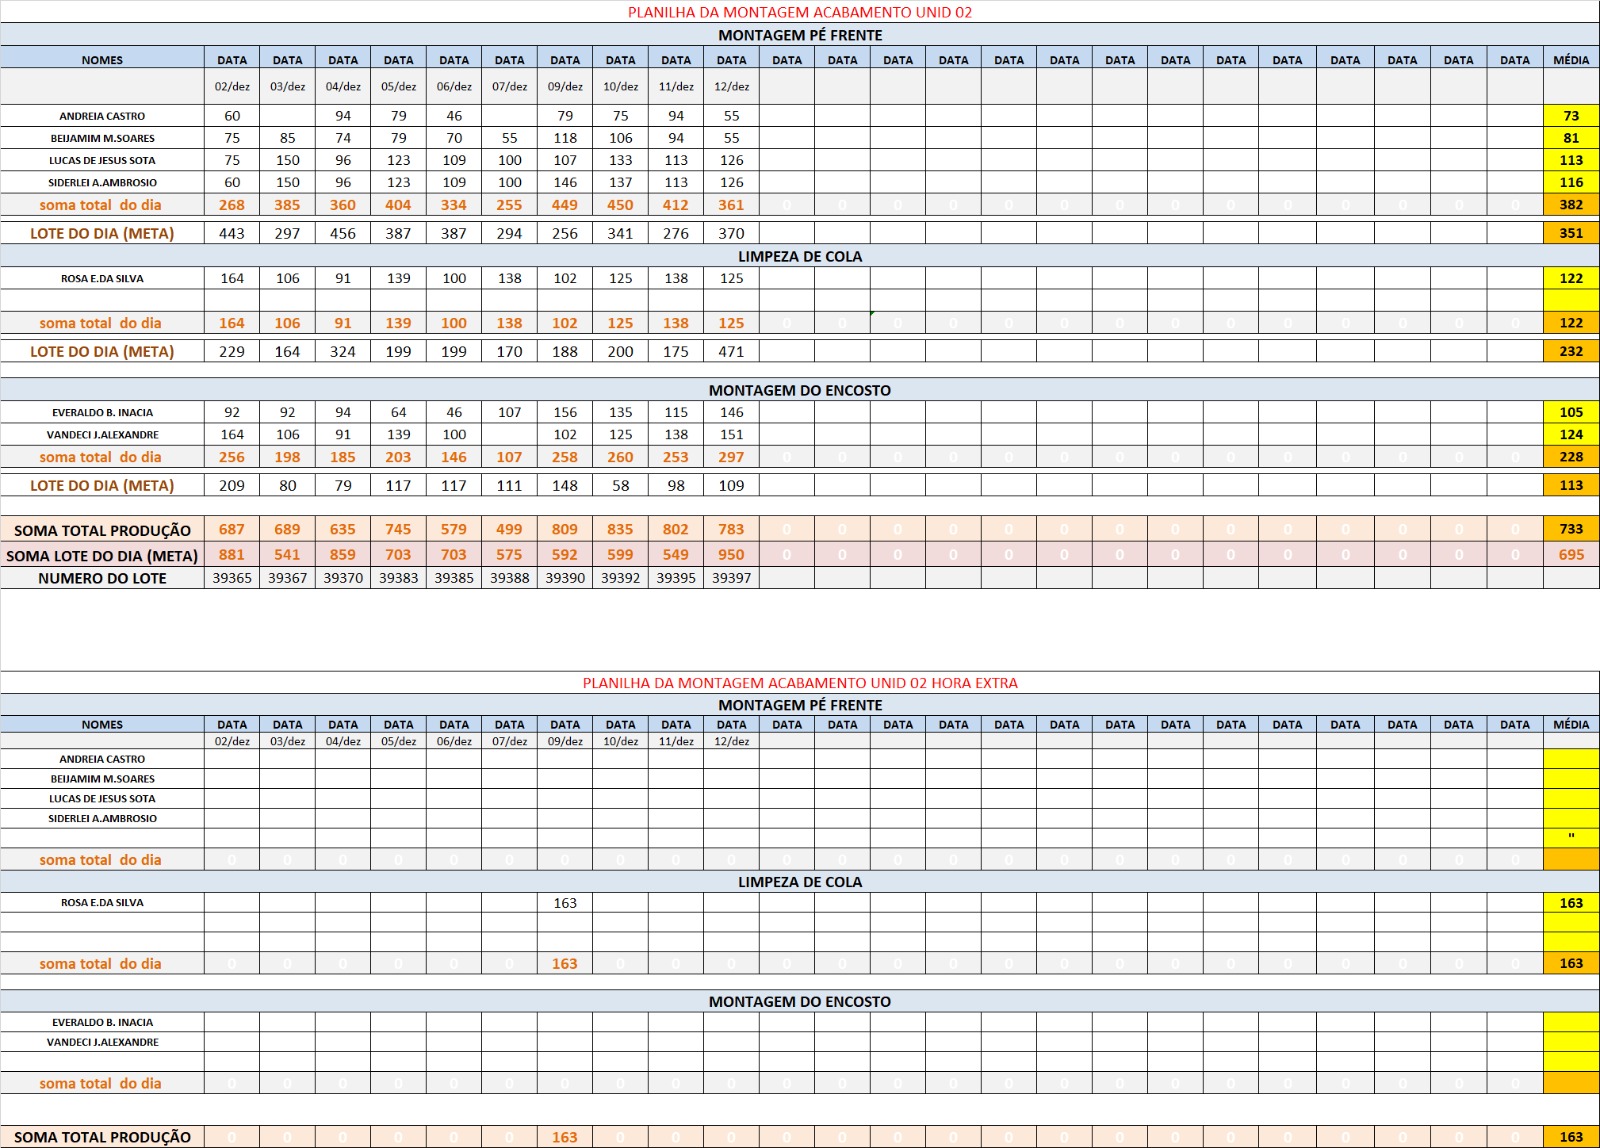 PLANILHA DA MONTAGEM ACABAMENTO UNID 02
MONTAGEM PÉ FRENTE
NOMES DATA DATA DATA DATA DATA DATA DATA DATA DATA DATA DATA DATA DATA DATA DATA DATA DATA DATA DATA DATA DATA DATA DATA DATA MÉDIA
02/dez 03/dez 04/dez 05/dez 06/dez 07/dez 09/dez 10/dez 11/dez 12/dez
ANDREIA CASTRO 60 94 79 46 79 75 94 55 73
BEIJAMIM M.SOARES 75 85 74 79 70 55 118 106 94 55 81
LUCAS DE JESUS SOTA 75 150 96 123 109 100 107 133 113 126 113
SIDERLEI A.AMBROSIO 60 150 96 123 109 100 146 137 113 126 116
soma total do dia 268 385 360 404 334 255 449 450 412 361 0 0 0 0 0 0 0 0 0 0 0 0 0 0 382
LOTE DO DIA (META) 443 297 456 387 387 294 256 341 276 370 351
LIMPEZA DE COLA
ROSA E.DA SILVA 164 106 91 139 100 138 102 125 138 125 122
soma total do dia 164 106 91 139 100 138 102 125 138 125 0 0 0 0 0 0 0 0 0 0 0 0 0 0 122
LOTE DO DIA (META) 229 164 324 199 199 170 188 200 175 471 232
MONTAGEM DO ENCOSTO
EVERALDO B. INACIA 92 92 94 64 46 107 156 135 115 146 105
VANDECI J.ALEXANDRE 164 106 91 139 100 102 125 138 151 124
soma total do dia 256 198 185 203 146 107 258 260 253 297 0 0 0 0 0 0 0 0 0 0 0 0 0 0 228
LOTE DO DIA (META) 209 80 79 117 117 111 148 58 98 109 113
SOMA TOTAL PRODUÇÃO 687 689 635 745 579 499 809 835 802 783 0 0 0 0 0 0 0 0 0 0 0 0 0 0 733
SOMA LOTE DO DIA (META) 881 541 859 703 703 575 592 599 549 950 0 0 0 0 0 0 0 0 0 0 0 0 0 0 695
NUMERO DO LOTE 39365 39367 39370 39383 39385 39388 39390 39392 39395 39397
PLANILHA DA MONTAGEM ACABAMENTO UNID 02 HORA EXTRA
MONTAGEM PÉ FRENTE
NOMES DATA DATA DATA DATA DATA DATA DATA DATA DATA DATA DATA DATA DATA DATA DATA DATA DATA DATA DATA DATA DATA DATA DATA DATA MÉDIA
02/dez 03/dez 04/dez 05/dez 06/dez 07/dez 09/dez 10/dez 11/dez 12/dez
ANDREIA CASTRO
BEIJAMIM M.SOARES
LUCAS DE JESUS SOTA
SIDERLEI A.AMBROSIO
"
soma total do dia 0 0 0 0 0 0 0 0 0 0 0 0 0 0 0 0 0 0 0 0 0 0 0 0
LIMPEZA DE COLA
ROSA E.DA SILVA 163 163
soma total do dia 0 0 0 0 0 0 163 0 0 0 0 0 0 0 0 0 0 0 0 0 0 0 0 0 163
MONTAGEM DO ENCOSTO
EVERALDO B. INACIA
VANDECI J.ALEXANDRE
soma total do dia 0 0 0 0 0 0 0 0 0 0 0 0 0 0 0 0 0 0 0 0 0 0 0 0
SOMA TOTAL PRODUÇÃO 0 0 0 0 0 0 163 0 0 0 0 0 0 0 0 0 0 0 0 0 0 0 0 0 163